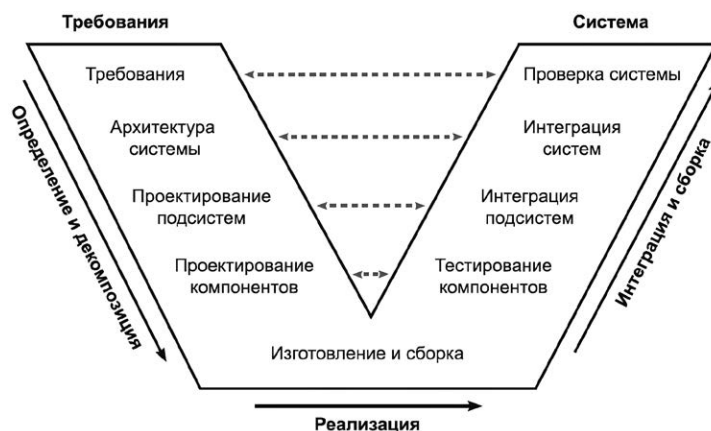 Требования
Система
Требования
Проверка системы
Архитектура
системы
Интеграция
систем
Проектирование
подсистем
Интеграция
подсистем
Проектирование
компонентов
Тестирование
компонентов
Изготовление и сборка
Определение и декомпозиция
Интеграция и сборка
Реализация